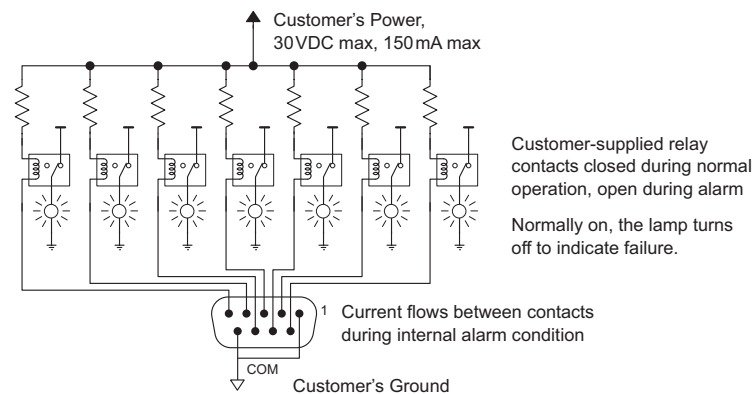 Customer's Power,
30VDC max, 150mA max
Customer-supplied relay
contacts closed during normal
operation, open during alarm
Normally on, the lamp turns
off to indicate failure.
1
Current flows between contacts
during internal alarm condition
COM
Customer's Ground